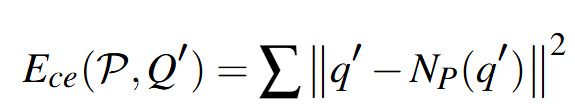 E_{ce}(\mathcal{P}, Q') = \sum \| q' - N_P(q') \|^2